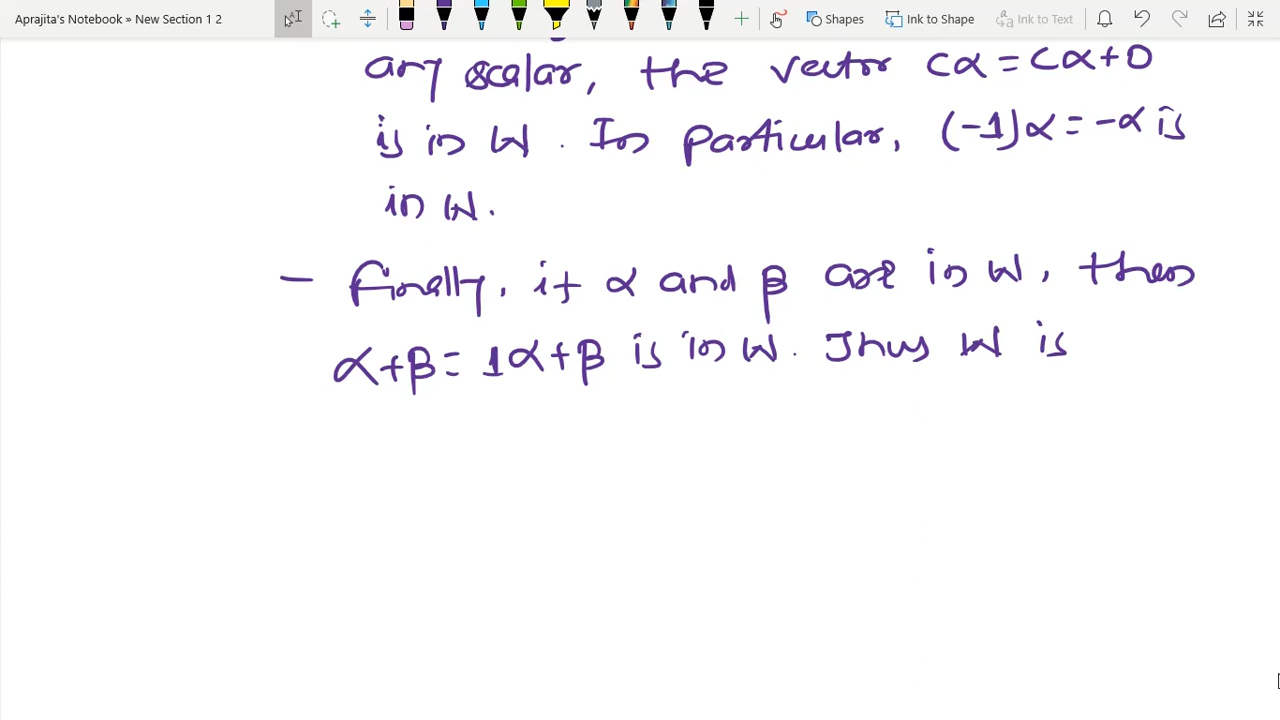 Aprajita's Notebook » New Section 1 2
Shapes
Ink to Shape
Ink to Text
any scalar, the vector cα = cα+0
is in W. In particular, (-1)α = -α is
in W.
- Finally, if α and β are in W, then
α+β = 1α+β is in W. Thus W is